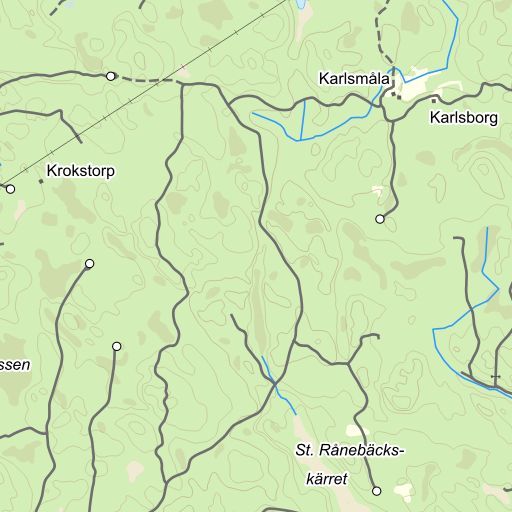 Karlsmåla
Karlsborg
Krokstorp
ssen
St. Rånebäcks-
kärret